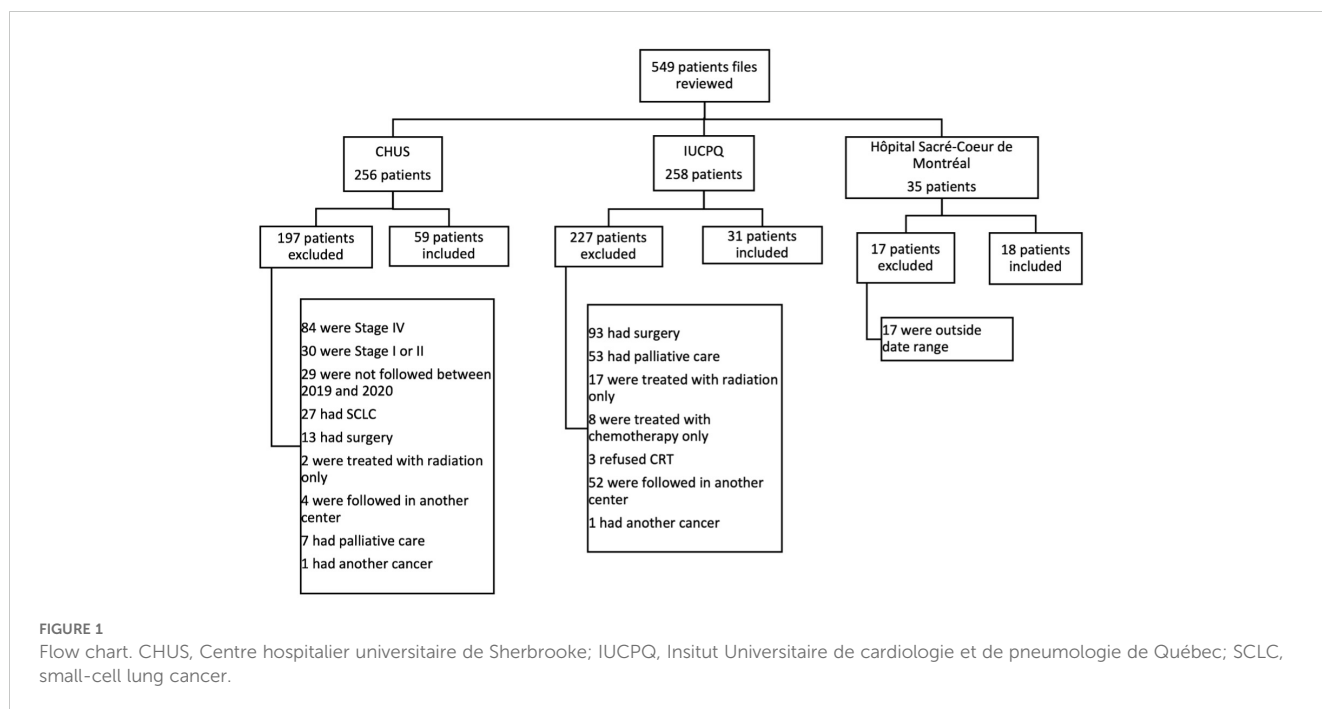 549 patients files
reviewed
CHUS
256 patients
IUCPQ
258 patients
Hôpital Sacré-Coeur de
Montréal
35 patients
197 patients
excluded
59 patients
included
227 patients
excluded
31 patients
included
17 patients
excluded
18 patients
included
84 were Stage IV
30 were Stage I or II
29 were not followed between
2019 and 2020
27 had SCLC
13 had surgery
2 were treated with radiation
only
4 were followed in another
center
7 had palliative care
1 had another cancer
93 had surgery
53 had palliative care
17 were treated with radiation
only
8 were treated with
chemotherapy only
3 refused CRT
52 were followed in another
center
1 had another cancer
17 were outside
date range
FIGURE 1
Flow chart. CHUS, Centre hospitalier universitaire de Sherbrooke; IUCPQ, Insitut Universitaire de cardiologie et de pneumologie de Québec; SCLC,
small-cell lung cancer.